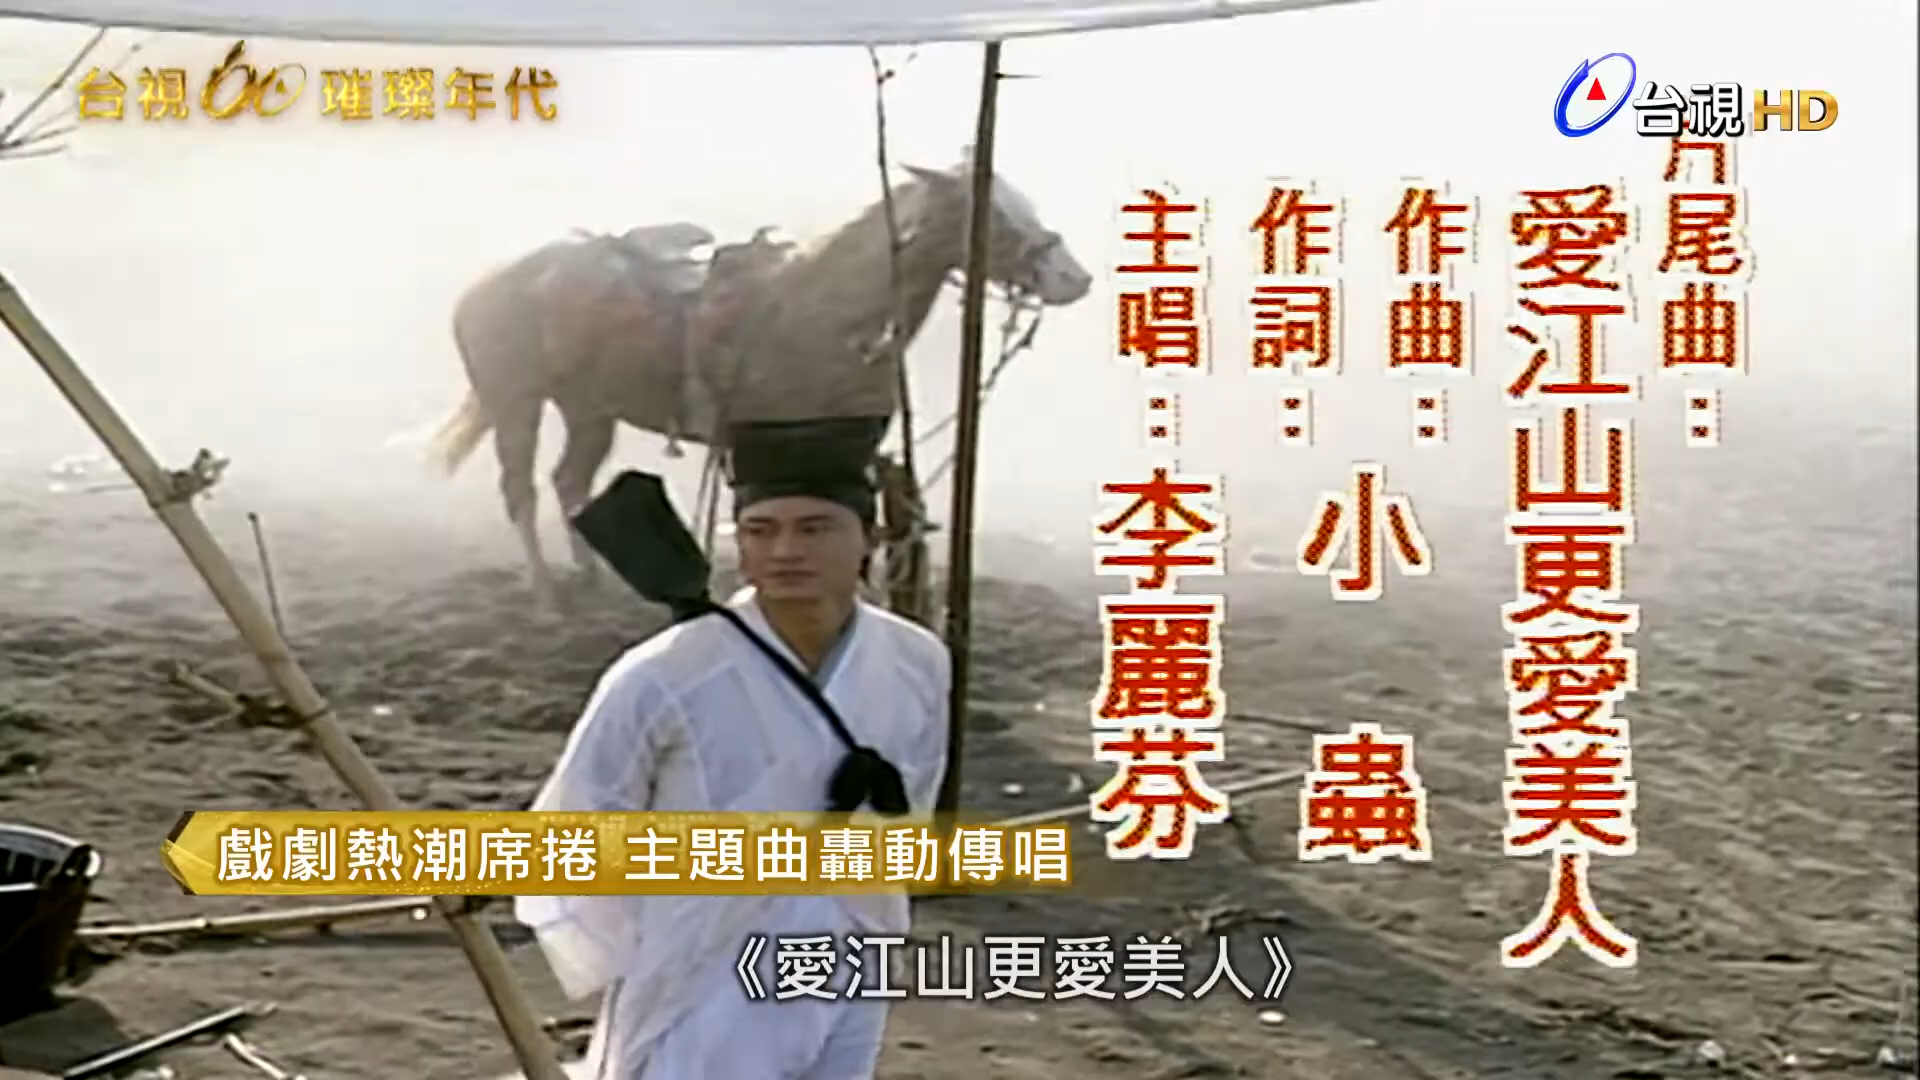 台視60璀璨年代
台視HD
片尾曲：
愛江山更愛美人
作曲：
作詞：
小蟲
主唱：李麗芬
戲劇熱潮席捲 主題曲轟動傳唱
《愛江山更愛美人》